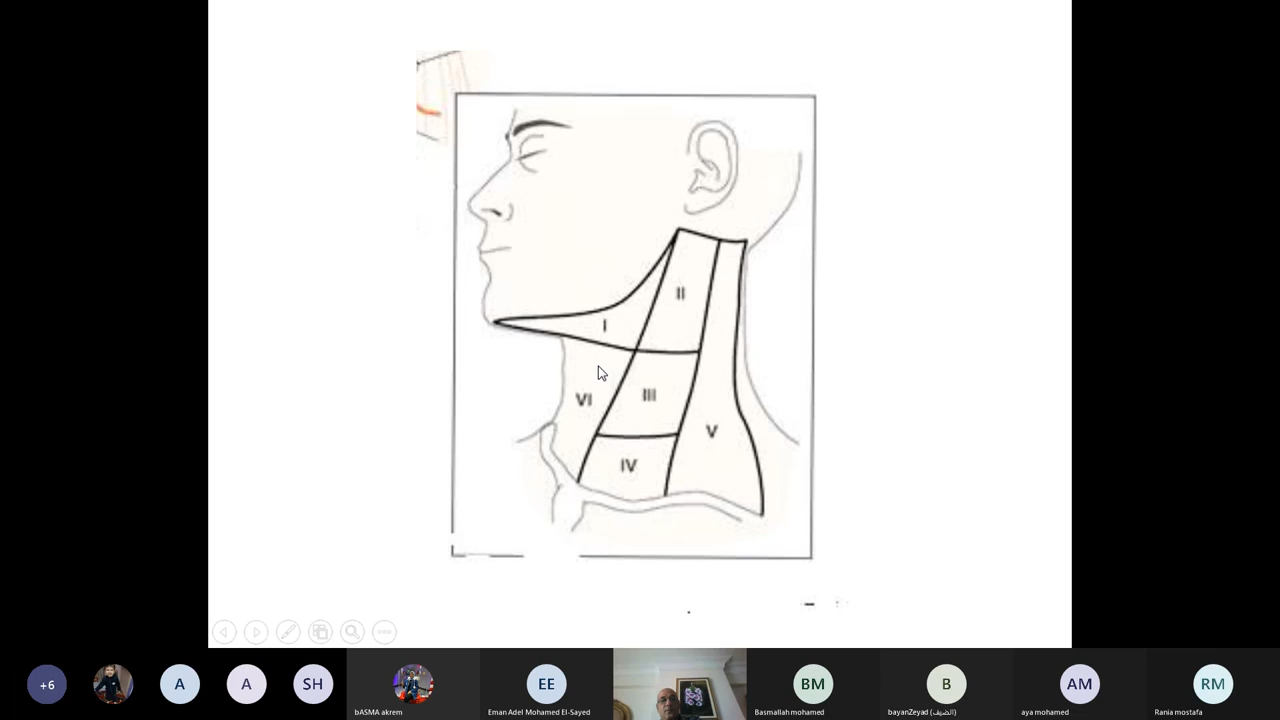 I
II
III
VI
IV
V
+6
A
A
SH
EE
BM
B
AM
RM
bASMA akrem
Eman Adel Mohamed El-Sayed
Basmallah mohamed
bayanZeyad (الضيف)
aya mohamed
Rania mostafa